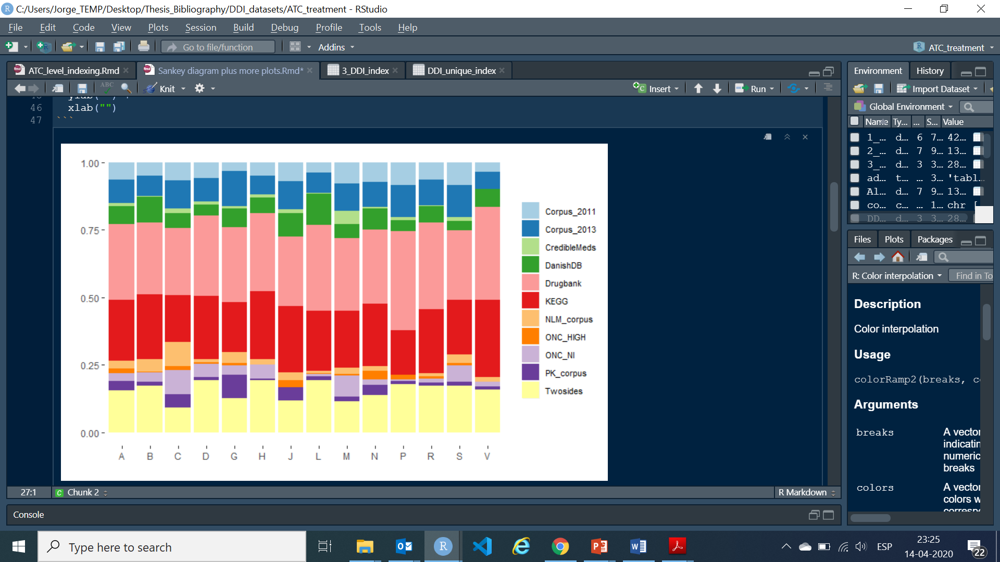 C:/Users/Jorge_TEMP/Desktop/Thesis_Bibliography/DDI_datasets/ATC_treatment - RStudio
File Edit Code View Plots Session Build Debug Profile Tools Help
Go to file/function Addins ATC_treatment
ATC_level_indexing.Rmd Sankey diagram plus more plots.Rmd* 3_DDI_index DDI_unique_index
ABC Knit Insert Run
46 xlab("")
47 ```
1.00
0.75
0.50
0.25
0.00
A B C D G H J L M N P R S V
Corpus_2011
Corpus_2013
CredibleMeds
DanishDB
Drugbank
KEGG
NLM_corpus
ONC_HIGH
ONC_NI
PK_corpus
Twosides
27:1 Chunk 2 R Markdown
Console
Environment History
Import Dataset
Global Environment
Name Ty... ... S... Value
1_... d... 6 7... 42...
2_... d... 7 9... 13...
3_... d... 3 3... 28...
ad... t... ... 3... 'tabl...
Al... d... 7 9... 13...
co... c... ... 1... chr [
DD... d... 3 3... 28...
Files Plots Packages
R: Color interpolation Find in To
Description
Color interpolation
Usage
colorRamp2(breaks, c
Arguments
breaks A vector
indicatin
numeric
breaks
colors A vector
colors w
corresp
Type here to search
ESP
23:25
14-04-2020
22